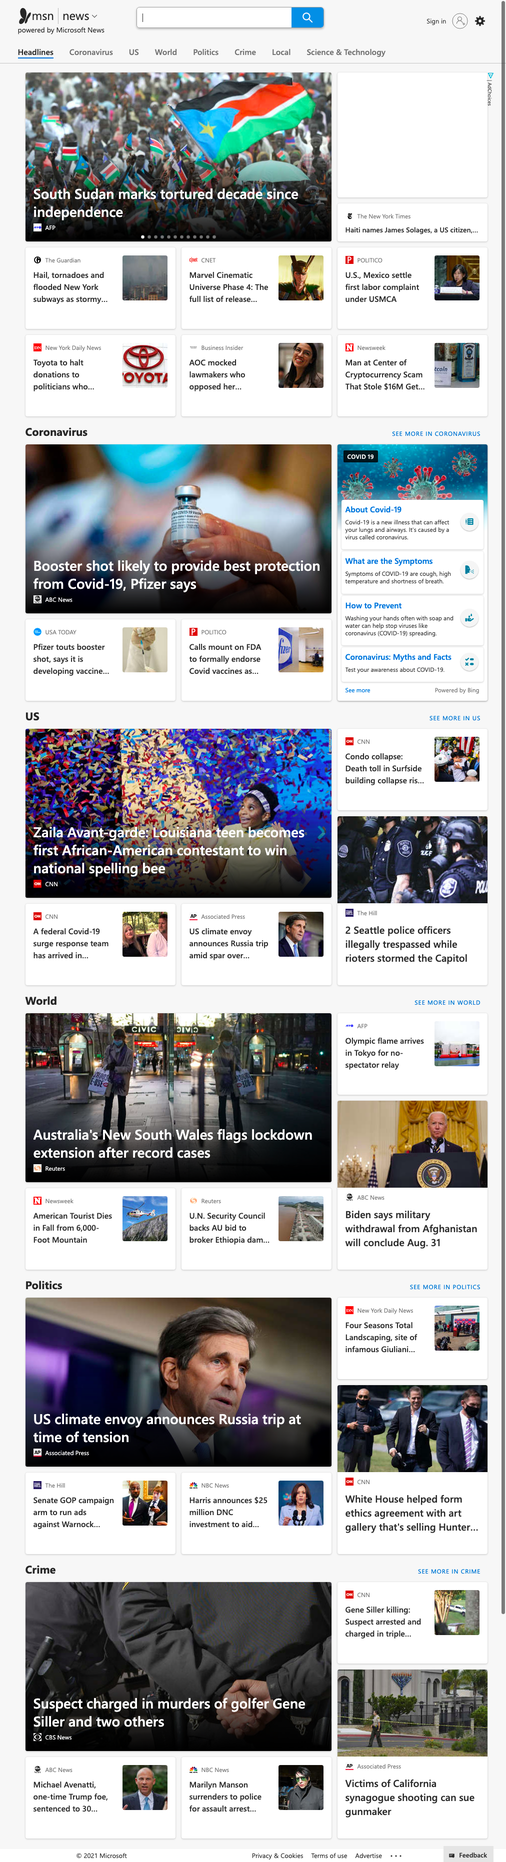 msn | news
powered by Microsoft News
Sign in
Headlines Coronavirus US World Politics Crime Local Science & Technology
South Sudan marks tortured decade since
independence
AFP
AdChoices
The New York Times
Haiti names James Solages, a US citizen,...
The Guardian
Hail, tornadoes and
flooded New York
subways as stormy...
CNET
Marvel Cinematic
Universe Phase 4: The
full list of release...
POLITICO
U.S., Mexico settle
first labor complaint
under USMCA
New York Daily News
Toyota to halt
donations to
politicians who...
TOYOTA
Business Insider
AOC mocked
lawmakers who
opposed her...
Newsweek
Man at Center of
Cryptocurrency Scam
That Stole $16M Get...
Coronavirus
SEE MORE IN CORONAVIRUS
Booster shot likely to provide best protection
from Covid-19, Pfizer says
ABC News
COVID 19
About Covid-19
Covid-19 is a new illness that can affect
your lungs and airways. It's caused by a
virus called coronavirus.
What are the Symptoms
Symptoms of COVID-19 are cough, high
temperature and shortness of breath.
How to Prevent
Washing your hands often with soap and
water can help stop viruses like
coronavirus (COVID-19) spreading.
Coronavirus: Myths and Facts
Test your awareness about COVID-19.
See more
Powered by Bing
USA TODAY
Pfizer touts booster
shot, says it is
developing vaccine...
POLITICO
Calls mount on FDA
to formally endorse
Covid vaccines as...
Pfizer
US
SEE MORE IN US
Zaila Avant-garde: Louisiana teen becomes
first African-American contestant to win
national spelling bee
CNN
CNN
Condo collapse:
Death toll in Surfside
building collapse ris...
The Hill
2 Seattle police officers
illegally trespassed while
rioters stormed the Capitol
CNN
A federal Covid-19
surge response team
has arrived in...
Associated Press
US climate envoy
announces Russia trip
amid spar over...
World
SEE MORE IN WORLD
CIVIC
Australia's New South Wales flags lockdown
extension after record cases
Reuters
AFP
Olympic flame arrives
in Tokyo for no-
spectator relay
ABC News
Biden says military
withdrawal from Afghanistan
will conclude Aug. 31
Newsweek
American Tourist Dies
in Fall from 6,000-
Foot Mountain
Reuters
U.N. Security Council
backs AU bid to
broker Ethiopia dam...
Politics
SEE MORE IN POLITICS
US climate envoy announces Russia trip at
time of tension
Associated Press
New York Daily News
Four Seasons Total
Landscaping, site of
infamous Giuliani...
CNN
White House helped form
ethics agreement with art
gallery that's selling Hunter...
The Hill
Senate GOP campaign
arm to run ads
against Warnock...
NBC News
Harris announces $25
million DNC
investment to aid...
Crime
SEE MORE IN CRIME
Suspect charged in murders of golfer Gene
Siller and two others
CBS News
CNN
Gene Siller killing:
Suspect arrested and
charged in triple...
Associated Press
Victims of California
synagogue shooting can sue
gunmaker
ABC News
Michael Avenatti,
one-time Trump foe,
sentenced to 30...
NBC News
Marilyn Manson
surrenders to police
for assault arrest...
© 2021 Microsoft
Privacy & Cookies Terms of use Advertise ...
Feedback